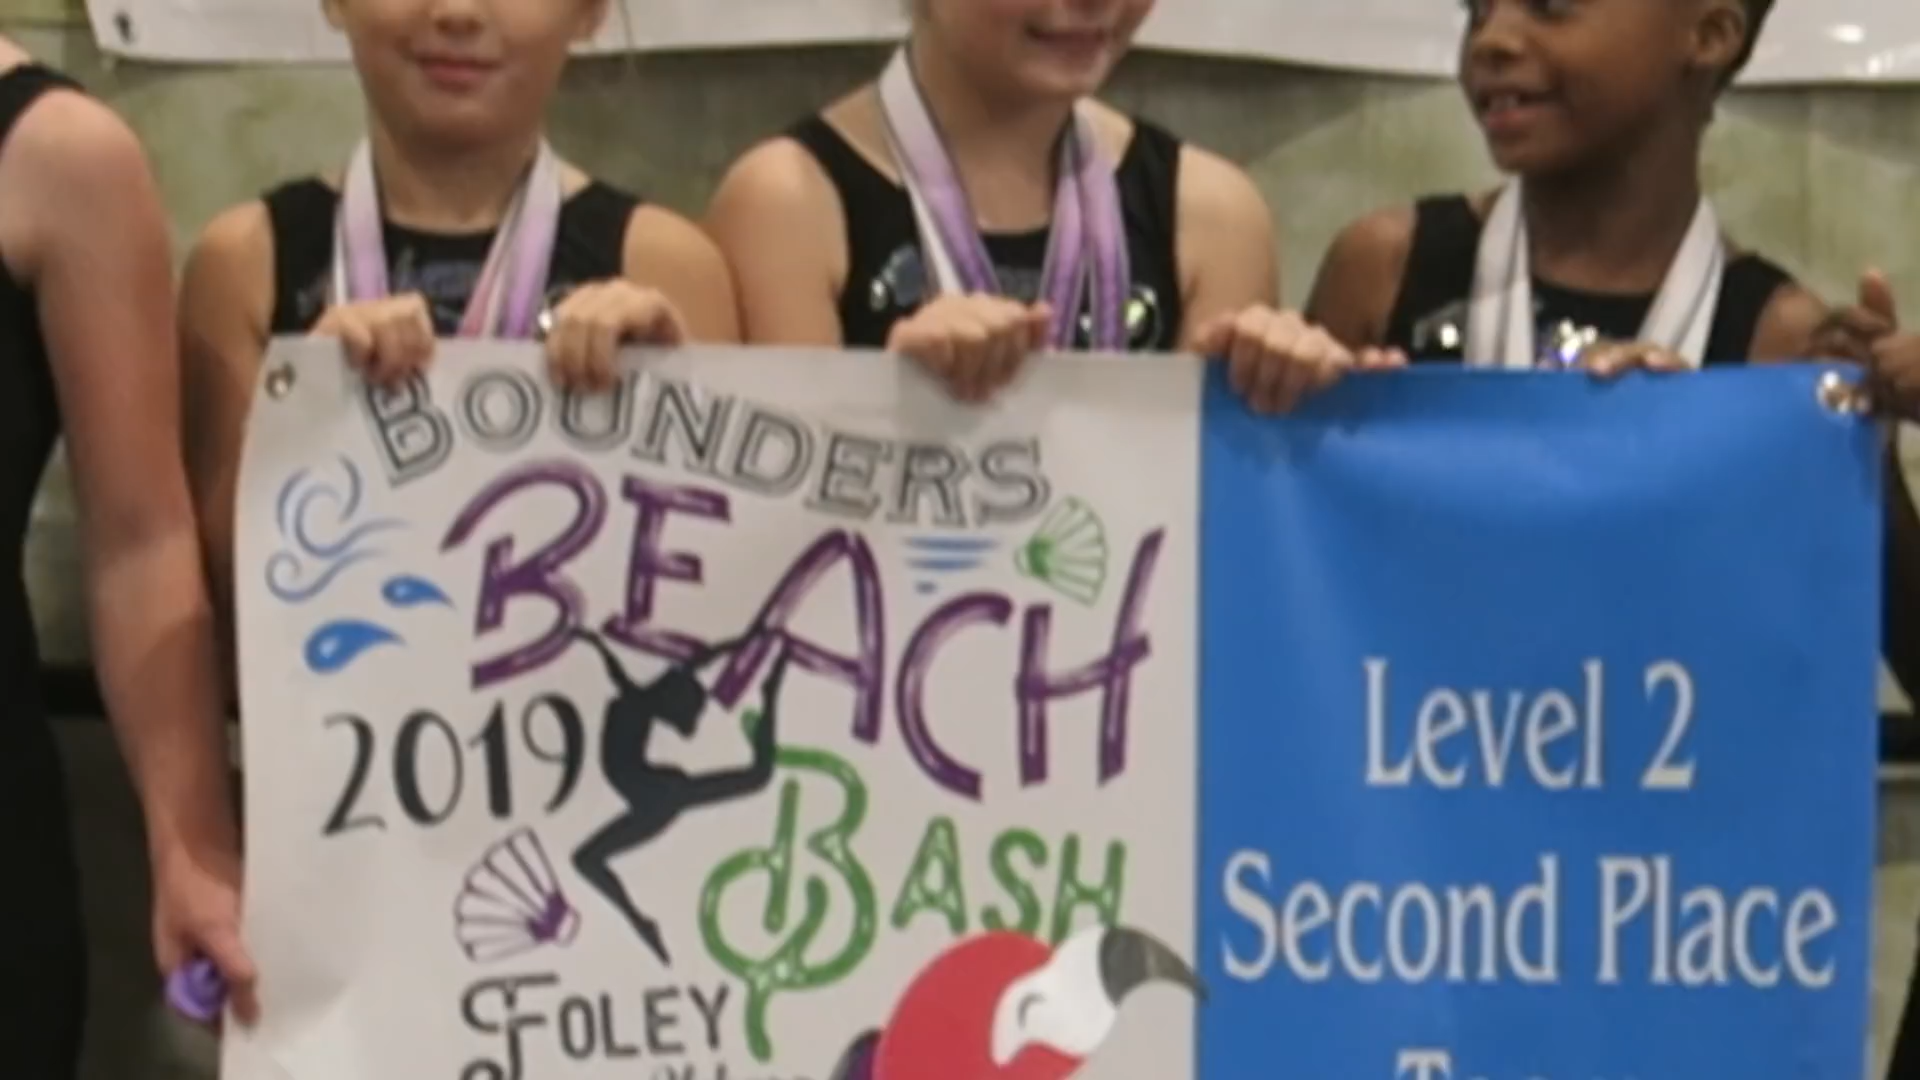 BOUNDERS
BEACH
2019
BASH
FOLEY
Level 2
Second Place